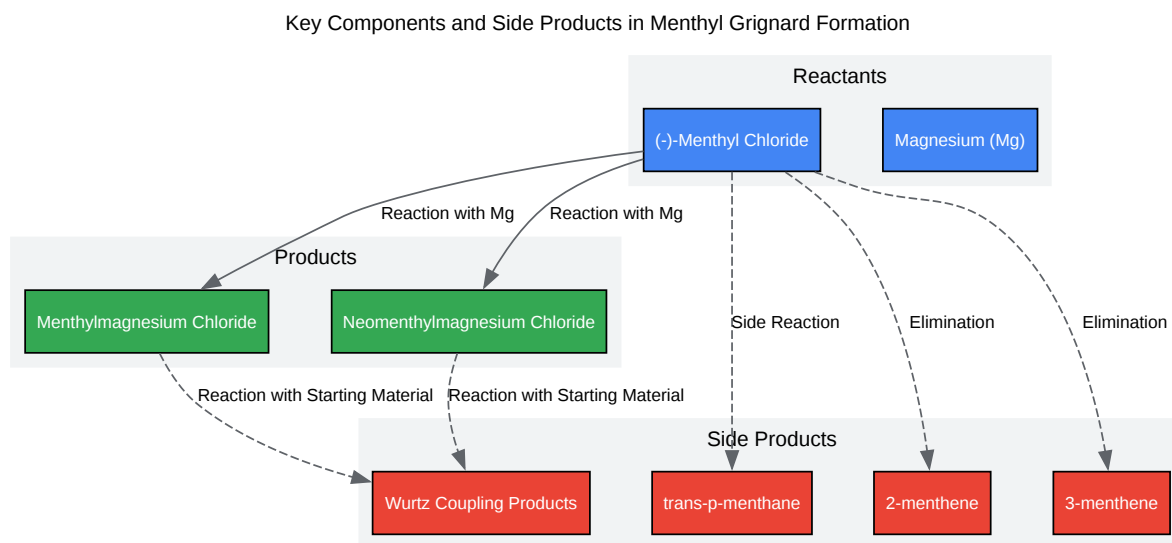 Key Components and Side Products in Menthyl Grignard Formation
Reactants
(-)-Menthyl Chloride
Magnesium (Mg)
Reaction with Mg
Reaction with Mg
Products
Menthylmagnesium Chloride
Neomenthylmagnesium Chloride
Side Reaction
Elimination
Elimination
Reaction with Starting Material
Reaction with Starting Material
Side Products
Wurtz Coupling Products
trans-p-menthane
2-menthene
3-menthene